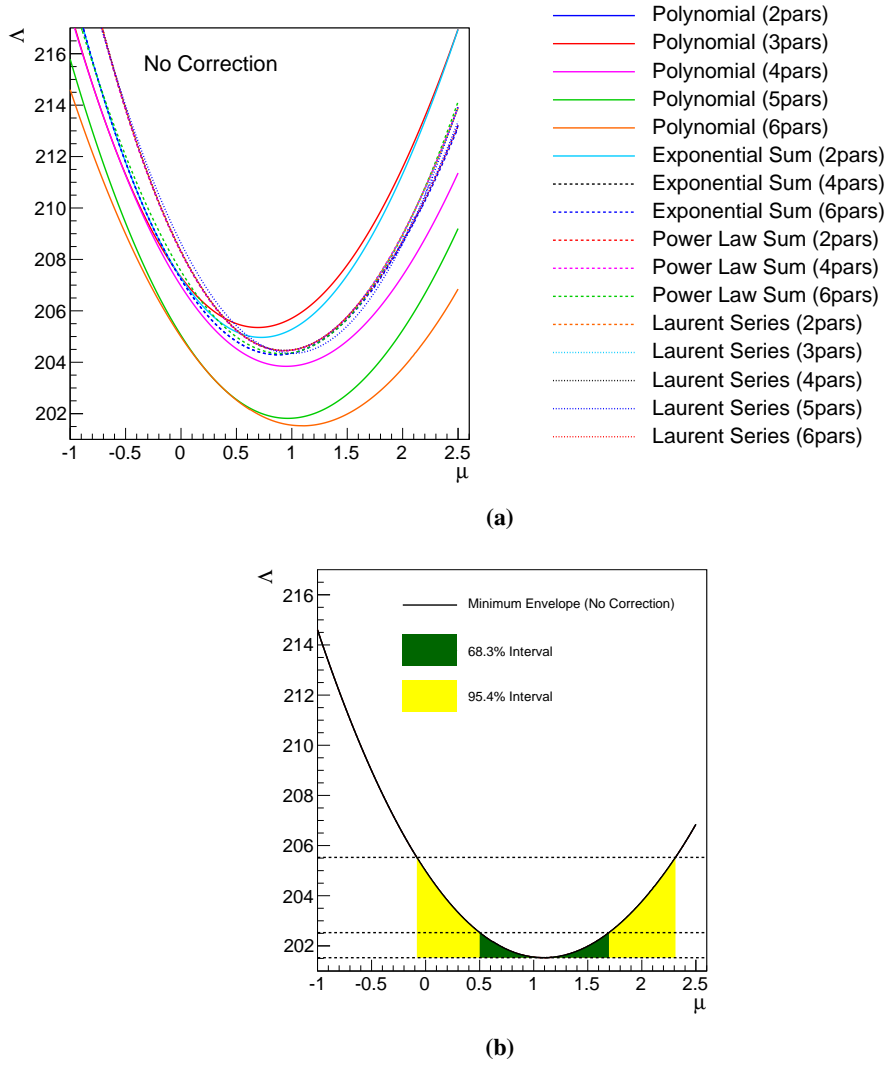 Λ
216
214
212
210
208
206
204
202
No Correction
-1 -0.5 0 0.5 1 1.5 2 2.5
μ
Polynomial (2pars)
Polynomial (3pars)
Polynomial (4pars)
Polynomial (5pars)
Polynomial (6pars)
Exponential Sum (2pars)
Exponential Sum (4pars)
Exponential Sum (6pars)
Power Law Sum (2pars)
Power Law Sum (4pars)
Power Law Sum (6pars)
Laurent Series (2pars)
Laurent Series (3pars)
Laurent Series (4pars)
Laurent Series (5pars)
Laurent Series (6pars)
(a)
Λ
216
214
212
210
208
206
204
202
Minimum Envelope (No Correction)
68.3% Interval
95.4% Interval
-1 -0.5 0 0.5 1 1.5 2 2.5
μ
(b)